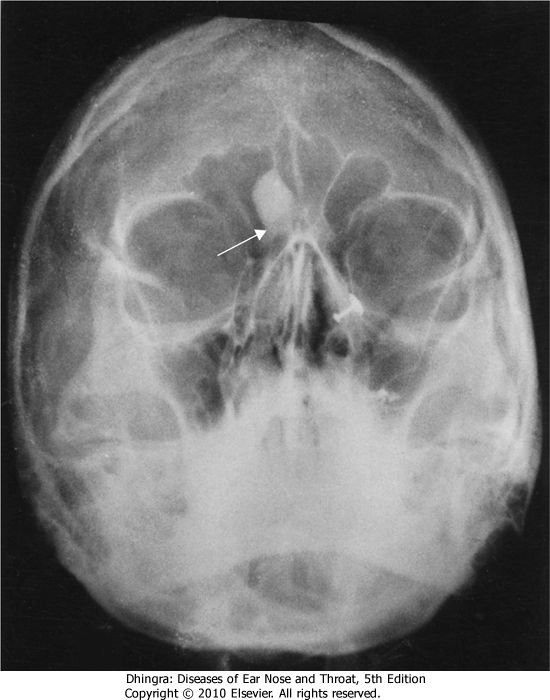 Dhingra: Diseases of Ear Nose and Throat, 5th Edition
Copyright © 2010 Elsevier. All rights reserved.